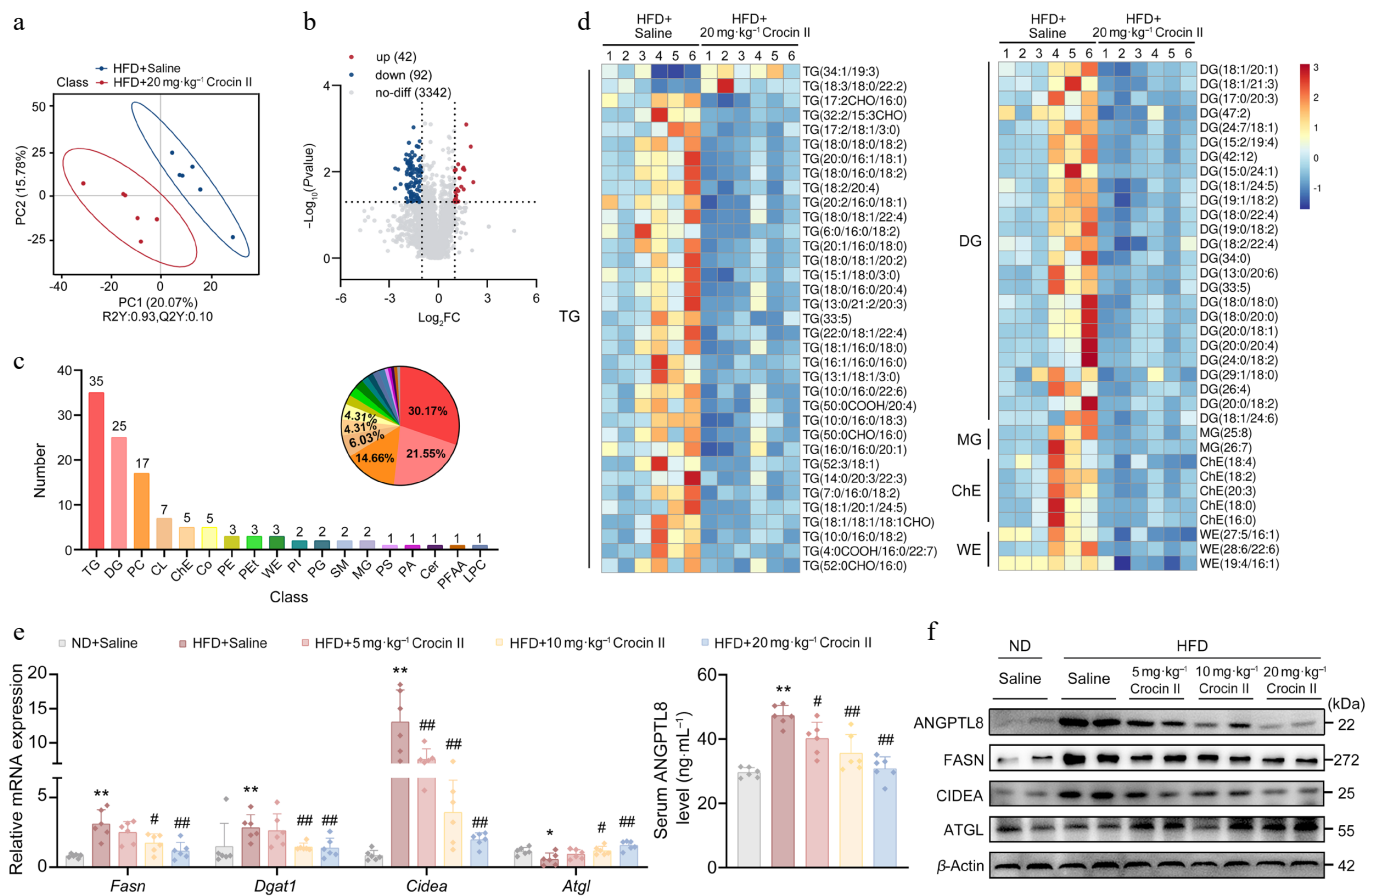 a
HFD+Saline
Class
HFD+20 mg·kg⁻¹ Crocin II
PC2 (15.78%)
50
25
0
-25
-40
-20
0
20
40
PC1 (20.07%)
R2Y:0.93,Q2Y:0.10
b
up (42)
down (92)
no-diff (3342)
−Log₁₀(Pvalue)
4
2
0
-6
-3
0
3
6
Log₂FC
c
Number
40
30
20
10
0
35
25
17
7
5
5
3
3
3
2
2
2
2
1
1
1
1
1
TG
DG
PC
CL
ChE
Co
PE
PEt
WE
PI
PG
SM
MG
PS
PA
Cer
PFAA
LPC
Class
30.17%
21.55%
14.66%
6.03%
4.31%
4.31%
d
HFD+
Saline
HFD+
20 mg·kg⁻¹ Crocin II
1 2 3 4 5 6 1 2 3 4 5 6
TG
TG(34:1/19:3)
TG(18:3/18:0/22:2)
TG(17:2CHO/16:0)
TG(32:2/15:3CHO)
TG(17:2/18:1/3:0)
TG(18:0/18:0/18:2)
TG(20:0/16:1/18:1)
TG(18:0/16:0/18:2)
TG(18:2/20:4)
TG(20:2/16:0/18:1)
TG(18:0/18:1/22:4)
TG(6:0/16:0/18:2)
TG(20:1/16:0/18:0)
TG(18:0/18:1/20:2)
TG(15:1/18:0/3:0)
TG(18:0/16:0/20:4)
TG(13:0/21:2/20:3)
TG(33:5)
TG(22:0/18:1/22:4)
TG(18:1/16:0/18:0)
TG(16:1/16:0/16:0)
TG(13:1/18:1/3:0)
TG(10:0/16:0/22:6)
TG(50:0COOH/20:4)
TG(10:0/16:0/18:3)
TG(50:0CHO/16:0)
TG(16:0/16:0/20:1)
TG(52:3/18:1)
TG(14:0/20:3/22:3)
TG(7:0/16:0/18:2)
TG(18:1/20:1/24:5)
TG(18:1/18:1/18:1CHO)
TG(10:0/16:0/18:2)
TG(4:0COOH/16:0/22:7)
TG(52:0CHO/16:0)
HFD+
Saline
HFD+
20 mg·kg⁻¹ Crocin II
1 2 3 4 5 6 1 2 3 4 5 6
DG
DG(18:1/20:1)
DG(18:1/21:3)
DG(17:0/20:3)
DG(47:2)
DG(24:7/18:1)
DG(15:2/19:4)
DG(42:12)
DG(15:0/24:1)
DG(18:1/24:5)
DG(19:1/18:2)
DG(18:0/22:4)
DG(19:0/18:2)
DG(18:2/22:4)
DG(34:0)
DG(13:0/20:6)
DG(33:5)
DG(18:0/18:0)
DG(18:0/20:0)
DG(20:0/18:1)
DG(20:0/20:4)
DG(24:0/18:2)
DG(29:1/18:0)
DG(26:4)
DG(20:0/18:2)
DG(18:1/24:6)
MG
MG(25:8)
MG(26:7)
ChE
ChE(18:4)
ChE(18:2)
ChE(20:3)
ChE(18:0)
ChE(16:0)
WE
WE(27:5/16:1)
WE(28:6/22:6)
WE(19:4/16:1)
3
2
1
0
-1
e
ND+Saline
HFD+Saline
HFD+5 mg·kg⁻¹ Crocin II
HFD+10 mg·kg⁻¹ Crocin II
HFD+20 mg·kg⁻¹ Crocin II
Relative mRNA expression
20
15
10
5
0
** # ##
** ## ##
** ## ## ##
* # ##
Fasn
Dgat1
Cidea
Atgl
Serum ANGPTL8
level (ng·mL⁻¹)
60
40
20
0
** # ## ##
f
ND
HFD
Saline
Saline
5 mg·kg⁻¹
Crocin II
10 mg·kg⁻¹
Crocin II
20 mg·kg⁻¹
Crocin II
(kDa)
ANGPTL8
22
FASN
272
CIDEA
25
ATGL
55
β-Actin
42